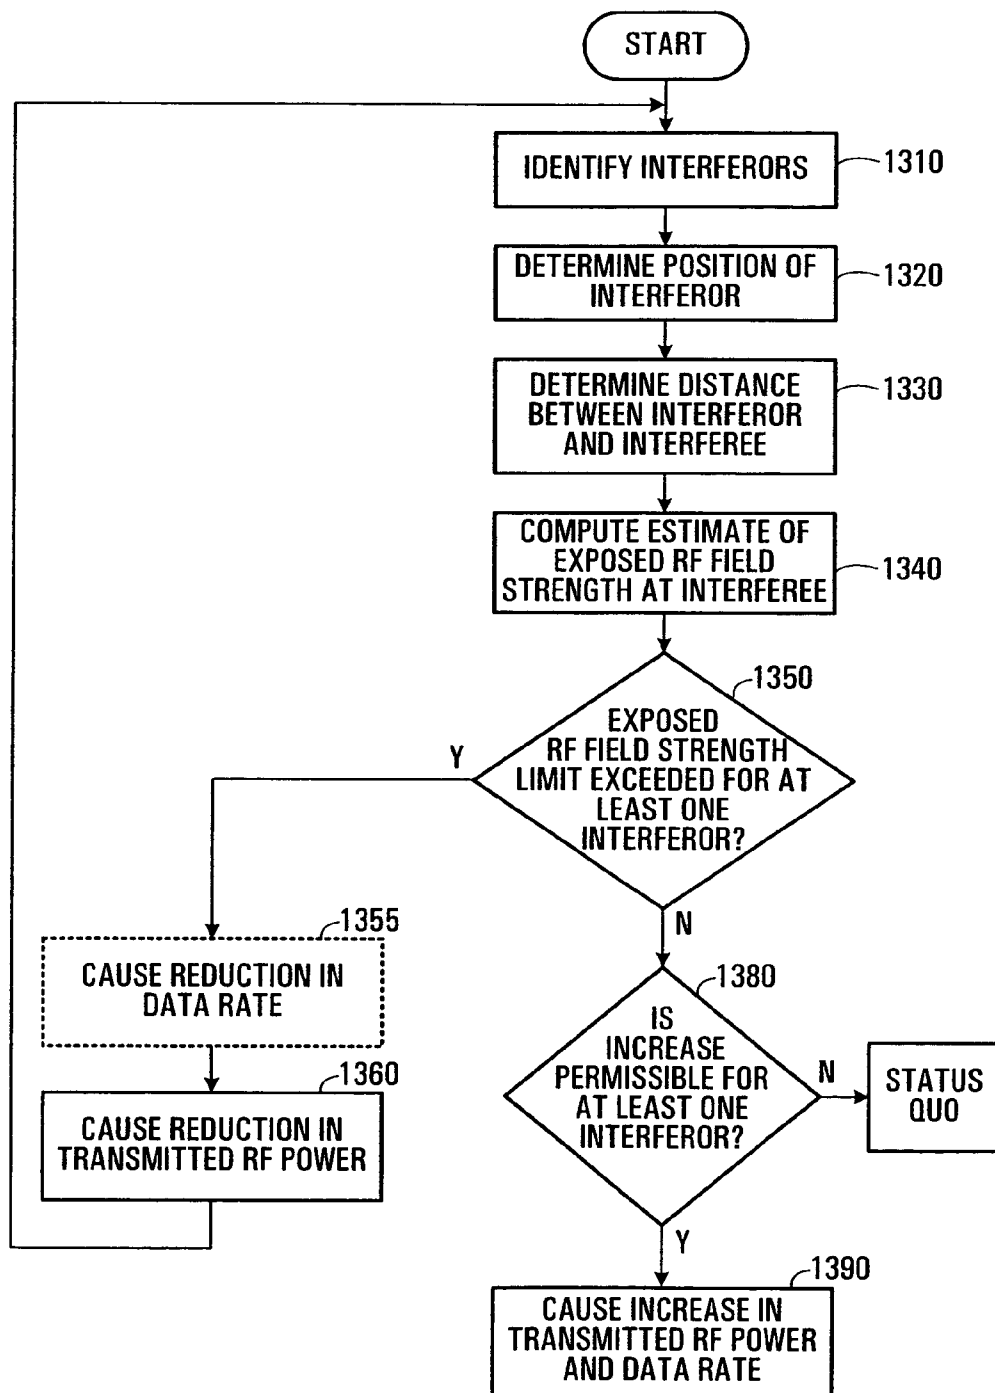 START
IDENTIFY INTERFERORS
1310
DETERMINE POSITION OF
INTERFEROR
1320
DETERMINE DISTANCE
BETWEEN INTERFEROR
AND INTERFEREE
1330
COMPUTE ESTIMATE OF
EXPOSED RF FIELD
STRENGTH AT INTERFEREE
1340
1350
EXPOSED
RF FIELD STRENGTH
LIMIT EXCEEDED FOR AT
LEAST ONE
INTERFEROR?
Y
N
1355
CAUSE REDUCTION IN
DATA RATE
1360
CAUSE REDUCTION IN
TRANSMITTED RF POWER
1380
IS
INCREASE
PERMISSIBLE FOR
AT LEAST ONE
INTERFEROR?
N
STATUS
QUO
Y
1390
CAUSE INCREASE IN
TRANSMITTED RF POWER
AND DATA RATE